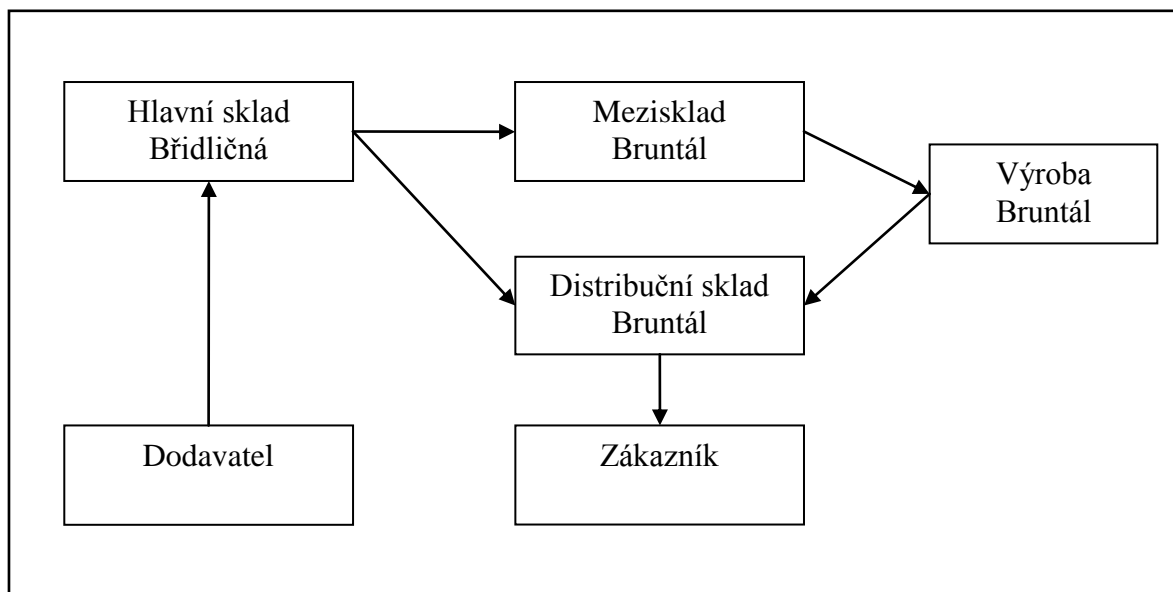 Hlavní sklad
Břidličná
Mezisklad
Bruntál
Výroba
Bruntál
Distribuční sklad
Bruntál
Dodavatel
Zákazník